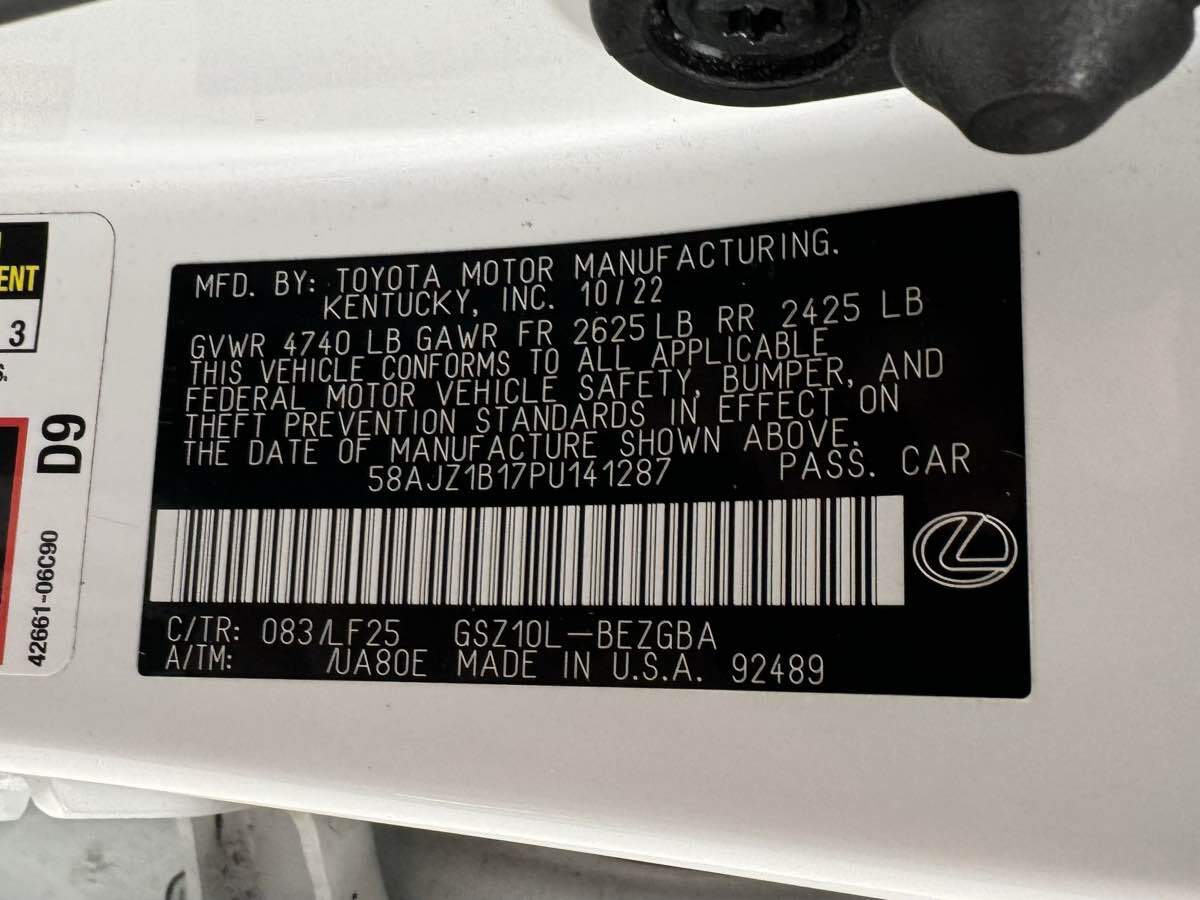 MFD. BY: TOYOTA MOTOR MANUFACTURING.
KENTUCKY, INC. 10/22
GVWR 4740 LB GAWR FR 2625 LB RR 2425 LB
THIS VEHICLE CONFORMS TO ALL APPLICABLE
FEDERAL MOTOR VEHICLE SAFETY, BUMPER, AND
THEFT PREVENTION STANDARDS IN EFFECT ON
THE DATE OF MANUFACTURE SHOWN ABOVE.
58AJZ1B17PU141287 PASS. CAR
C/TR: 083/LF25 GSZ10L-BEZGBA
A/TM: /UA80E MADE IN U.S.A. 92489
3
D9
42661-06C90